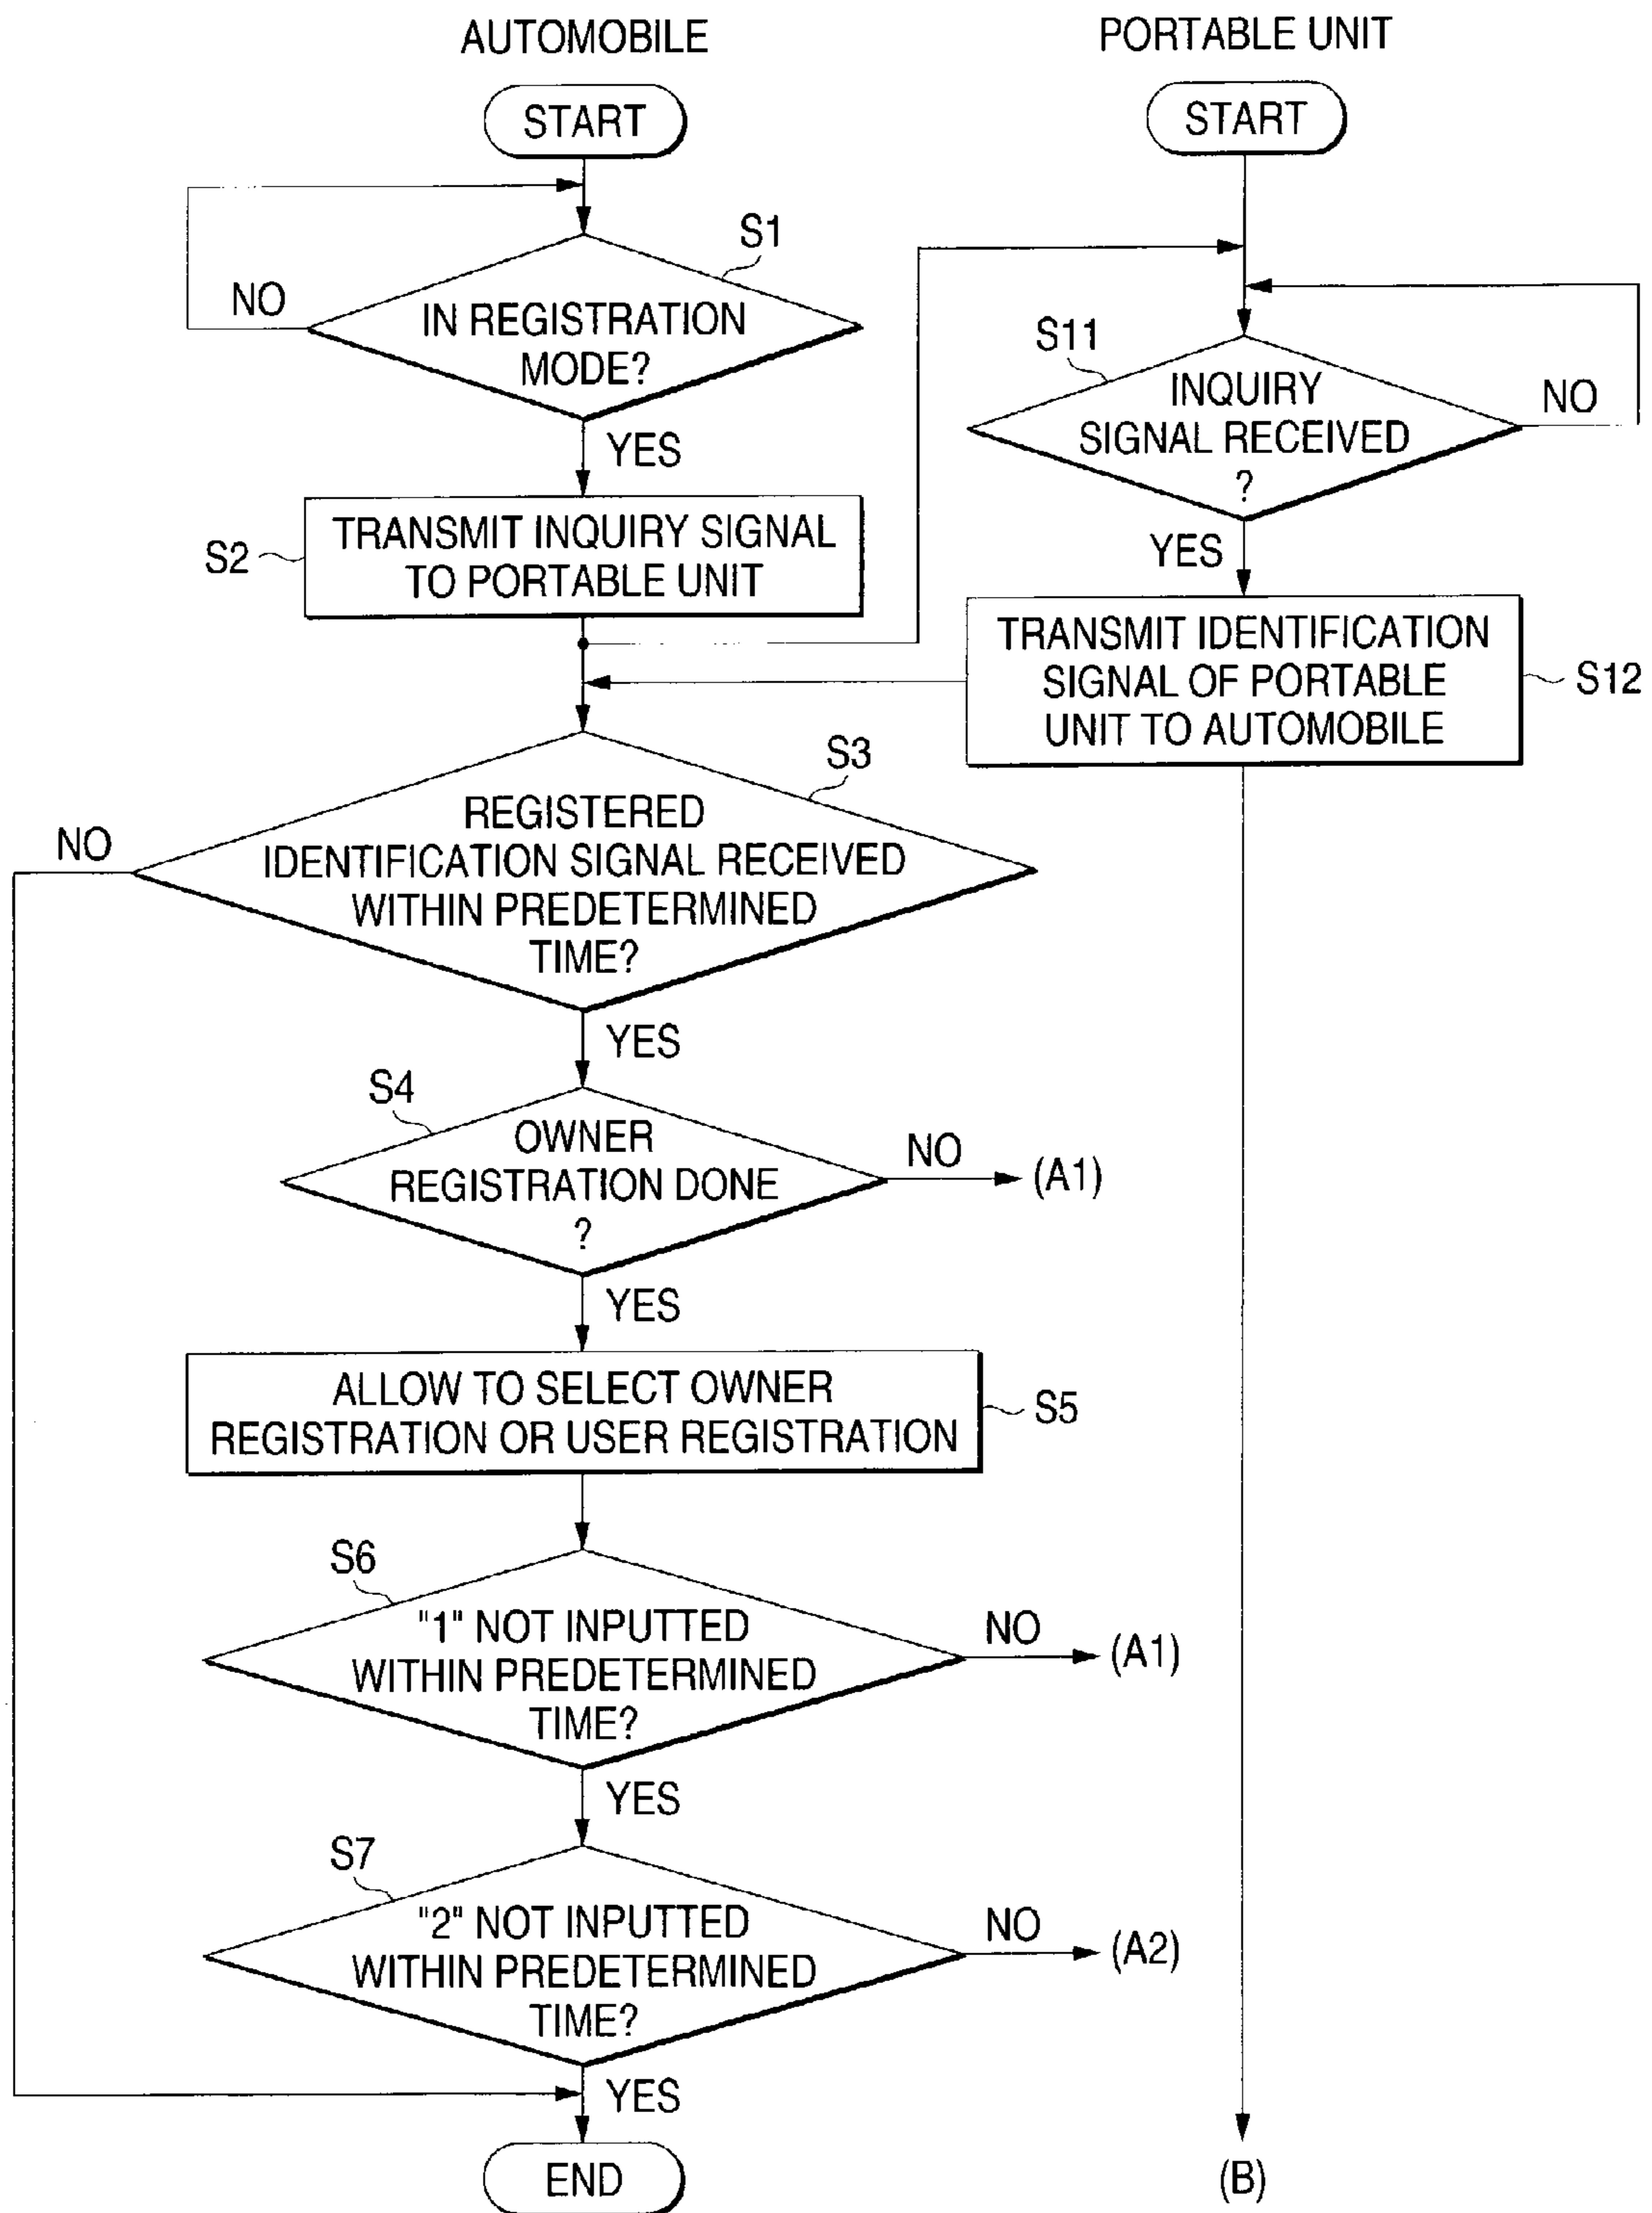 AUTOMOBILE
START
S1
NO
IN REGISTRATION
MODE?
YES
S2
TRANSMIT INQUIRY SIGNAL
TO PORTABLE UNIT
S3
NO
REGISTERED
IDENTIFICATION SIGNAL RECEIVED
WITHIN PREDETERMINED
TIME?
YES
S4
OWNER
REGISTRATION DONE
?
NO
(A1)
YES
ALLOW TO SELECT OWNER
REGISTRATION OR USER REGISTRATION
S5
S6
"1" NOT INPUTTED
WITHIN PREDETERMINED
TIME?
NO
(A1)
YES
S7
"2" NOT INPUTTED
WITHIN PREDETERMINED
TIME?
NO
(A2)
YES
END
PORTABLE UNIT
START
S11
INQUIRY
SIGNAL RECEIVED
?
NO
YES
TRANSMIT IDENTIFICATION
SIGNAL OF PORTABLE
UNIT TO AUTOMOBILE
S12
(B)